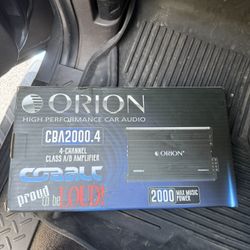 ORION
HIGH PERFORMANCE CAR AUDIO
CBA2000.4
4-CHANNEL
CLASS A/B AMPLIFIER
COBALT
proud to be LOUD!
ORION
2000 MAX MUSIC
POWER